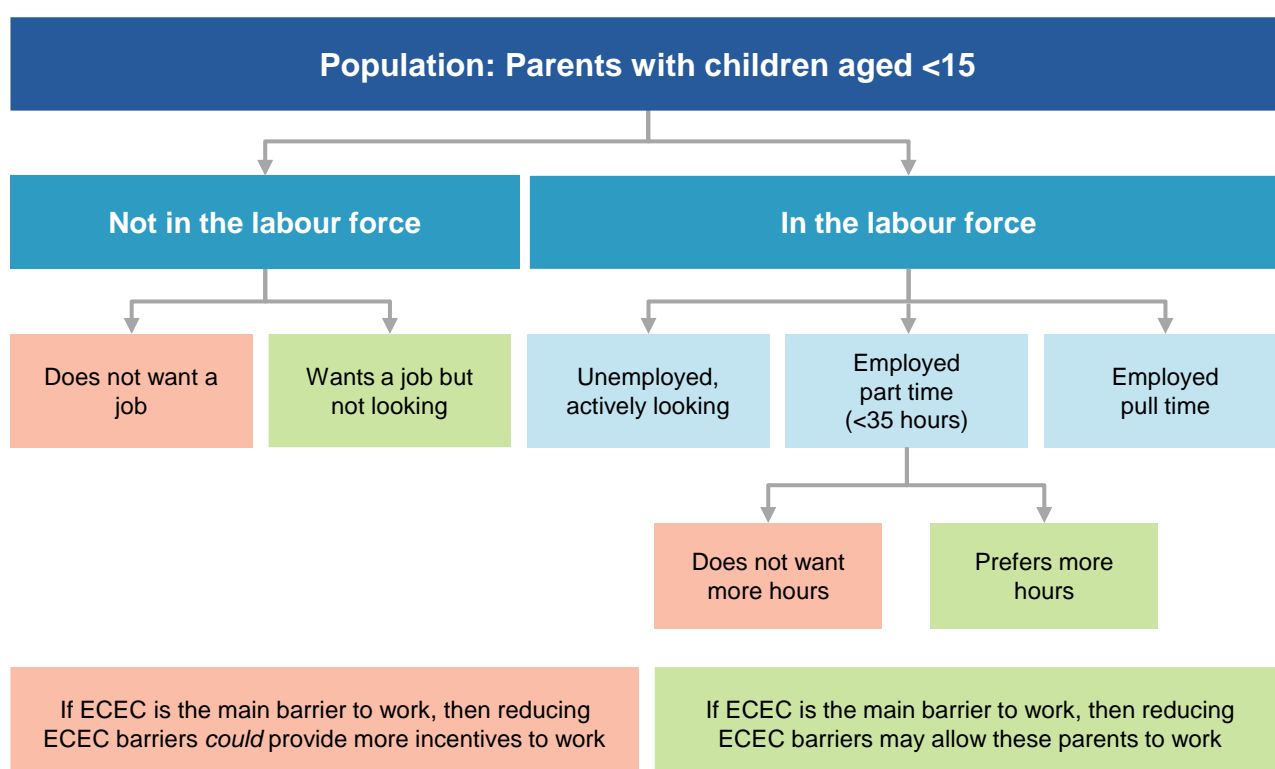 Population: Parents with children aged <15
Not in the labour force
In the labour force
Does not want a
job
Wants a job but
not looking
Unemployed,
actively looking
Employed
part time
(<35 hours)
Employed
pull time
Does not want
more hours
Prefers more
hours
If ECEC is the main barrier to work, then reducing
ECEC barriers could provide more incentives to work
If ECEC is the main barrier to work, then reducing
ECEC barriers may allow these parents to work